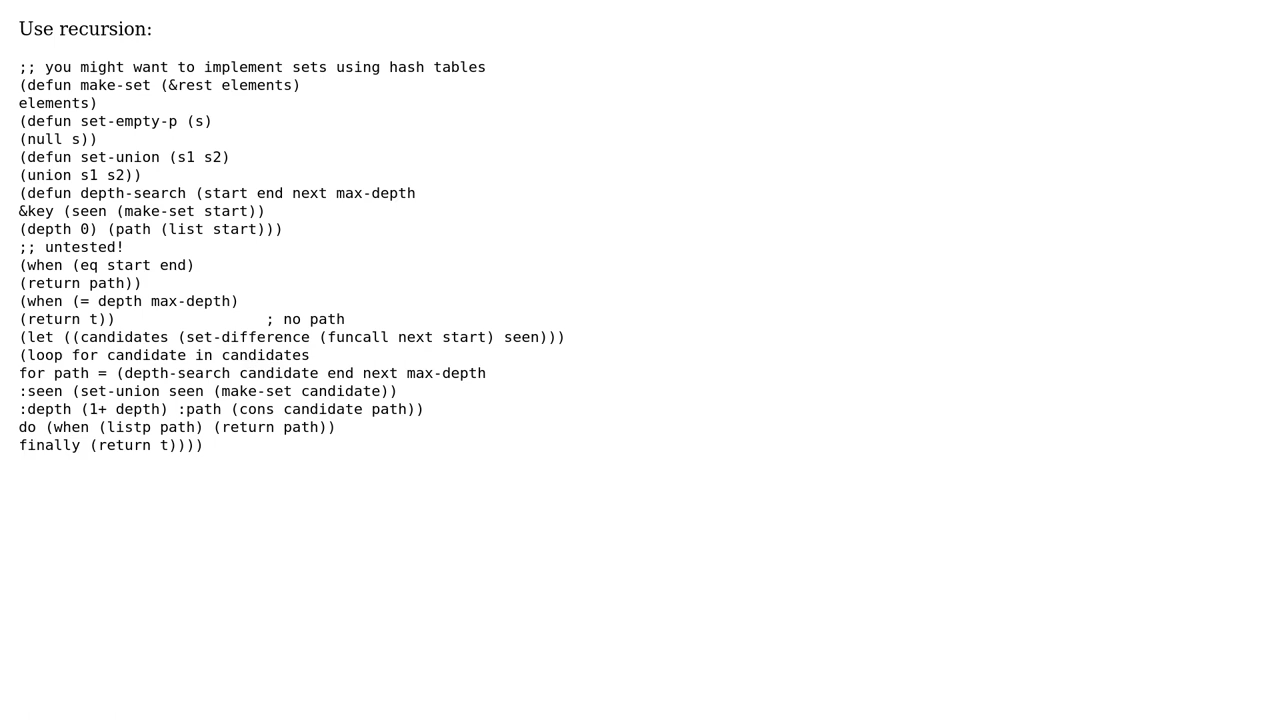 Use recursion:
;; you might want to implement sets using hash tables
(defun make-set (&rest elements)
elements)
(defun set-empty-p (s)
(null s))
(defun set-union (s1 s2)
(union s1 s2))
(defun depth-search (start end next max-depth
&key (seen (make-set start))
(depth 0) (path (list start)))
;; untested!
(when (eq start end)
(return path))
(when (= depth max-depth)
(return t))                 ; no path
(let ((candidates (set-difference (funcall next start) seen)))
(loop for candidate in candidates
for path = (depth-search candidate end next max-depth
:seen (set-union seen (make-set candidate))
:depth (1+ depth) :path (cons candidate path))
do (when (listp path) (return path))
finally (return t))))